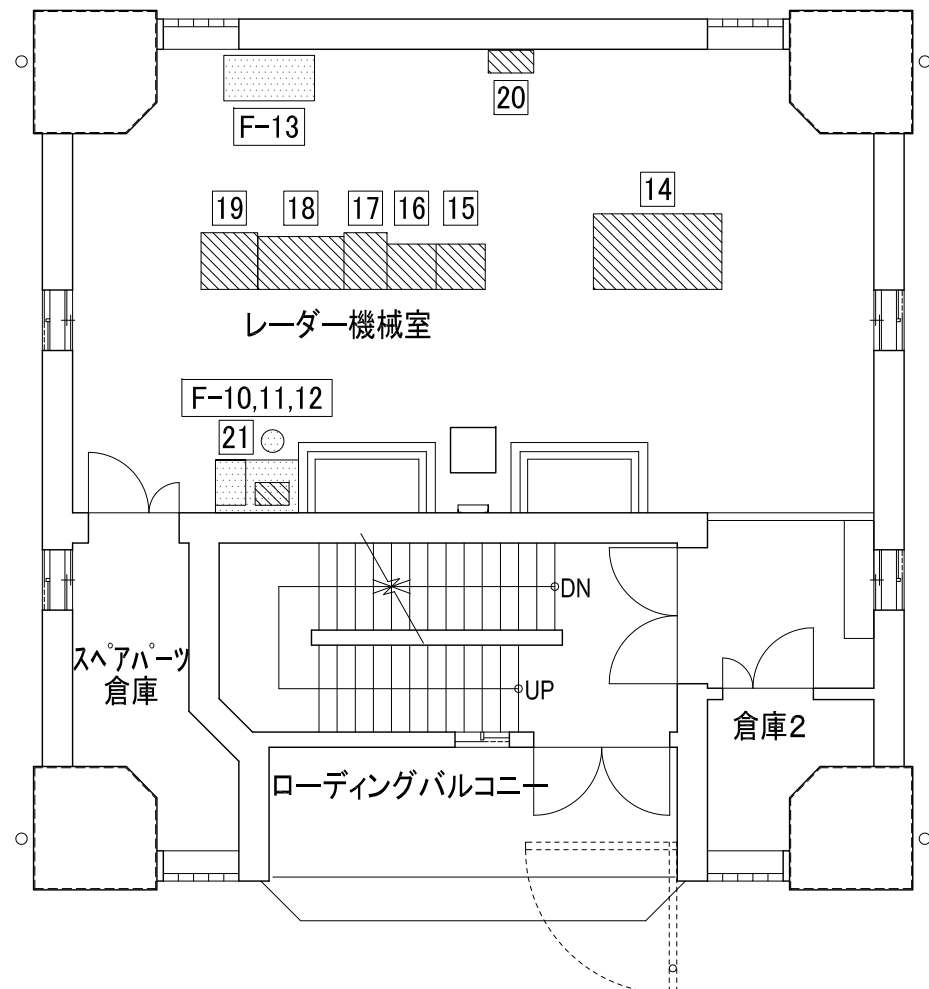 20
F-13
14
19 18 17 16 15
レーダー機械室
F-10,11,12
21
DN
スペアパーツ
倉庫
UP
倉庫2
ローディングバルコニー